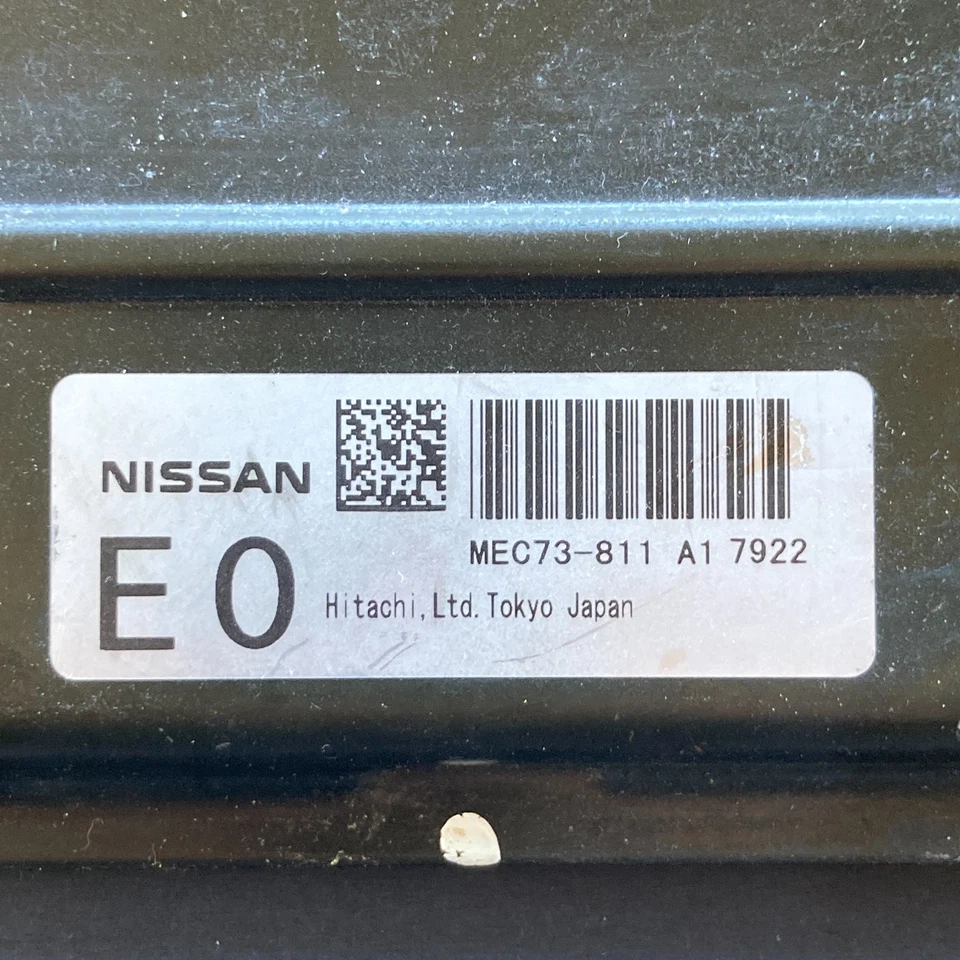 NISSAN
MEC73-811 A1 7922
E0
Hitachi,Ltd.Tokyo Japan